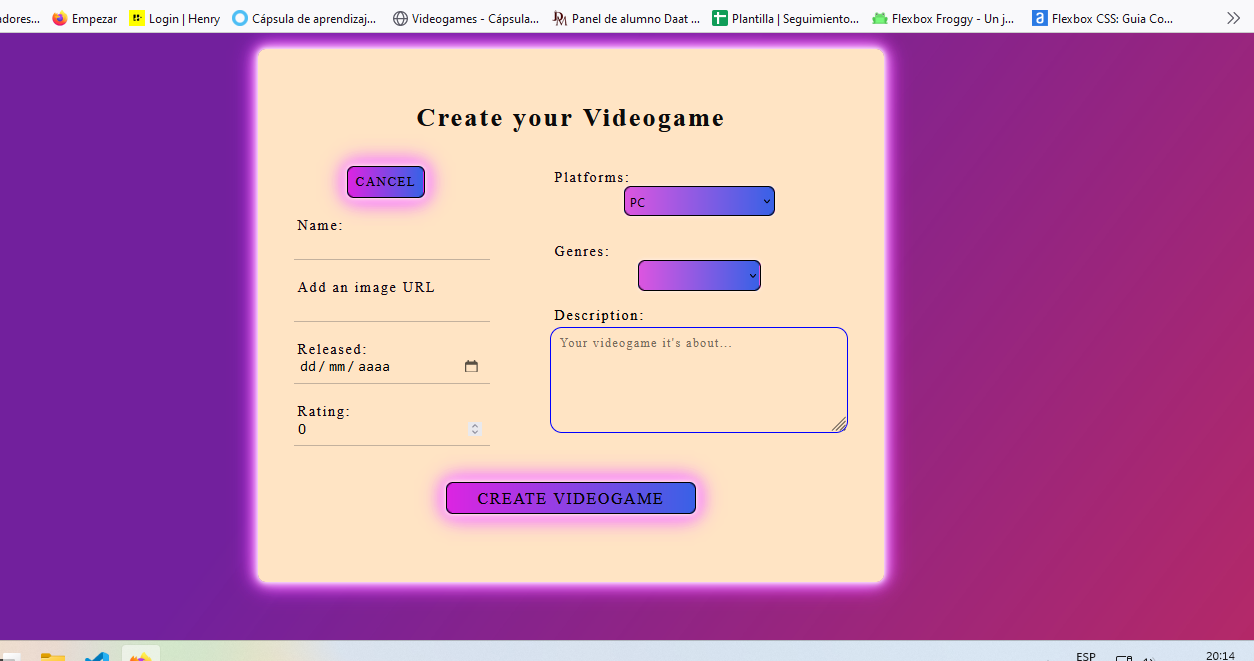 adores... Empezar Login | Henry Cápsula de aprendizaj... Videogames - Cápsula... Panel de alumno Daat ... Plantilla | Seguimiento... Flexbox Froggy - Un j... Flexbox CSS: Guia Co...
Create your Videogame
CANCEL
Name:
Add an image URL
Released:
dd / mm / aaaa
Rating:
0
Platforms:
PC
Genres:
Description:
Your videogame it's about...
CREATE VIDEOGAME
ESP
20:14